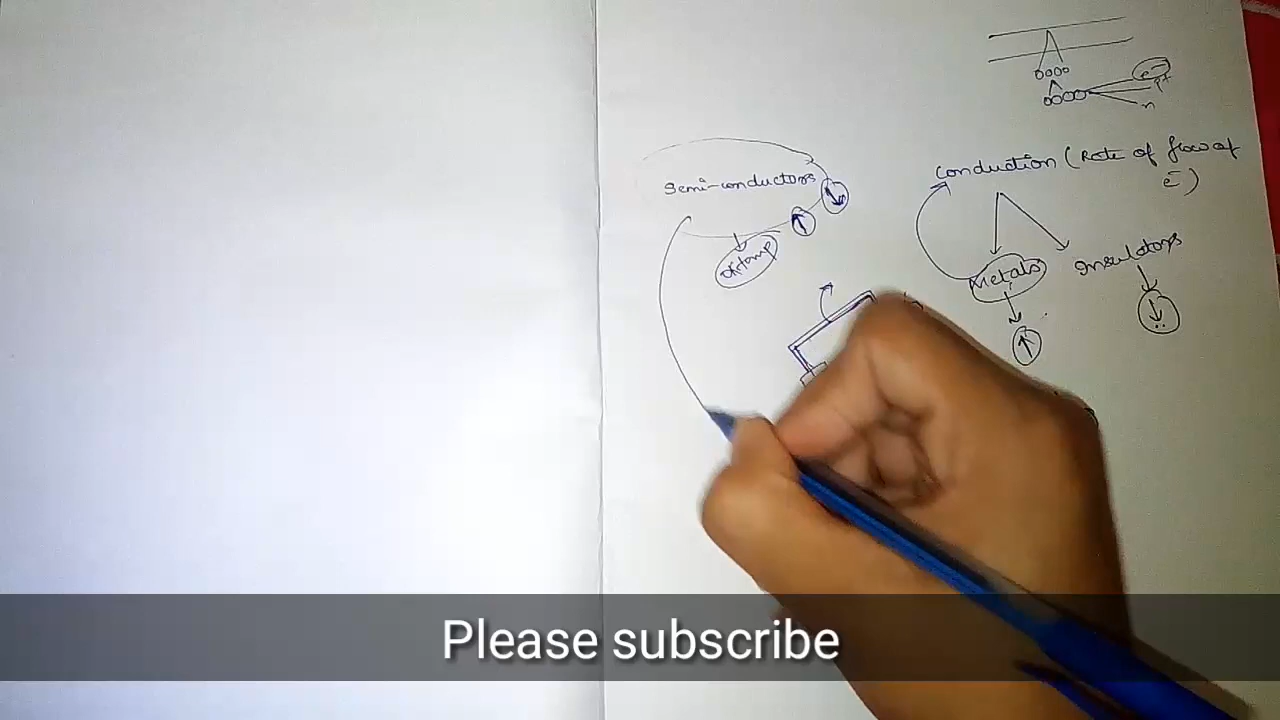 e-
p+
n
Conduction (Rate of flow of
e-)
Semi-conductors
Metals
Insulators
Please subscribe